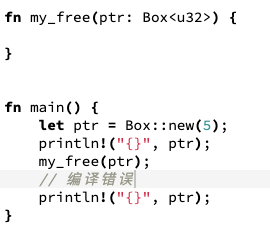 fn my_free(ptr: Box<u32>) {
}
fn main() {
let ptr = Box::new(5);
println!("{}", ptr);
my_free(ptr);
// 编译错误
println!("{}", ptr);
}